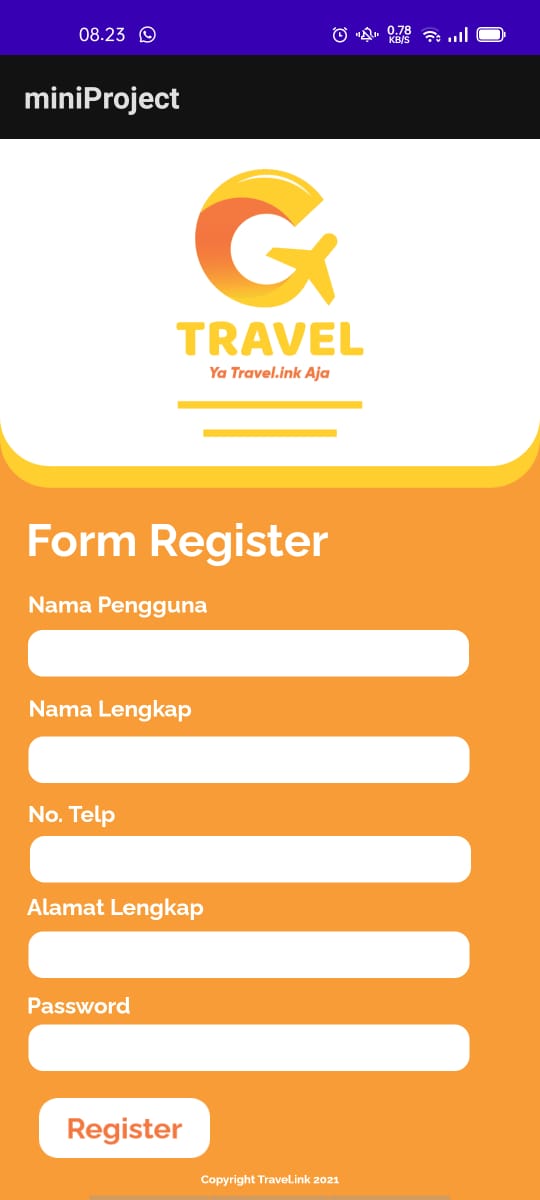 08.23
0.78
KB/S
miniProject
TRAVEL
Ya Travel.ink Aja
Form Register
Nama Pengguna
Nama Lengkap
No. Telp
Alamat Lengkap
Password
Register
Copyright TraveLink 2021